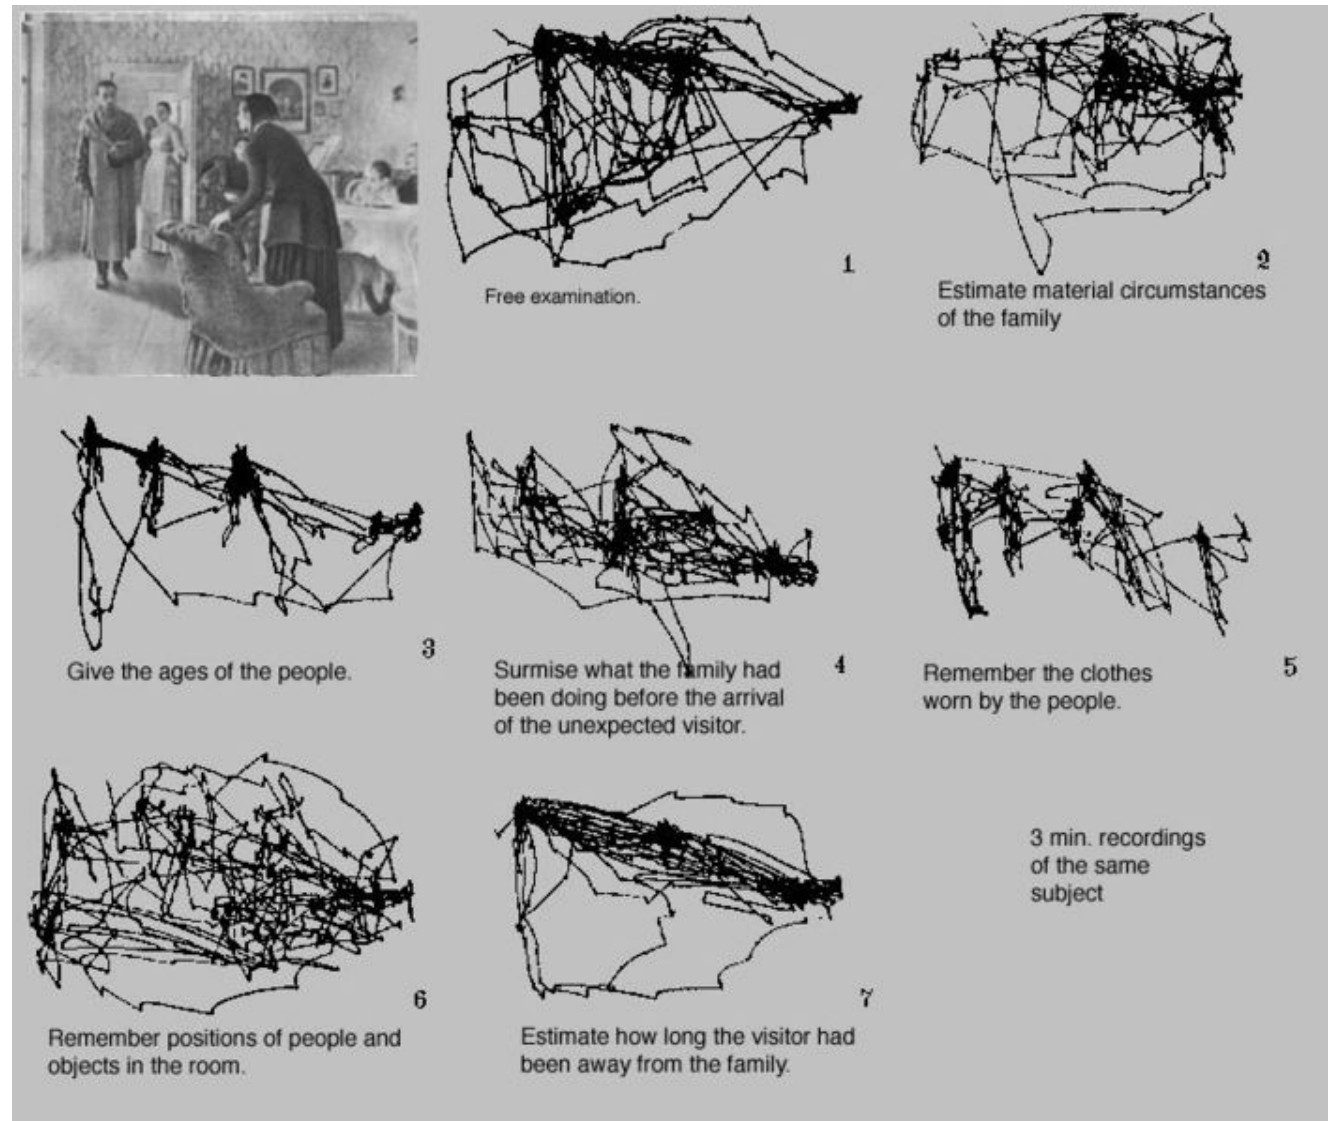 1
Free examination.
2
Estimate material circumstances
of the family
3
Give the ages of the people.
4
Surmise what the family had
been doing before the arrival
of the unexpected visitor.
5
Remember the clothes
worn by the people.
6
Remember positions of people and
objects in the room.
7
Estimate how long the visitor had
been away from the family.
3 min. recordings
of the same
subject